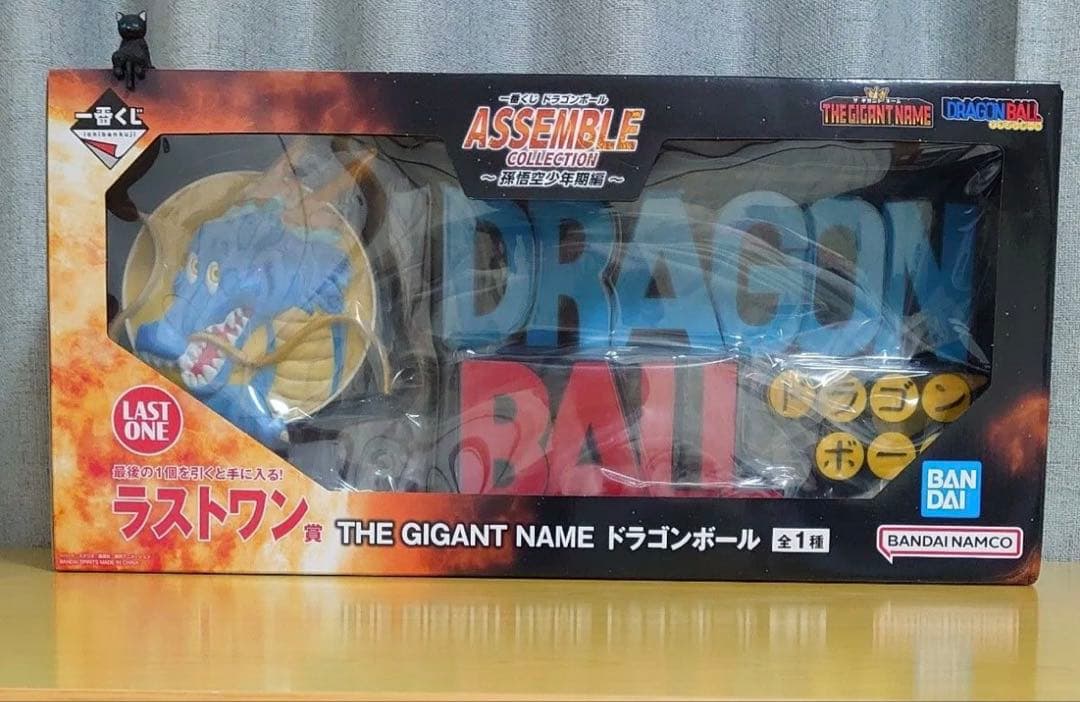 一番くじ
ichibankuji
一番くじ ドラゴンボール
ASSEMBLE
COLLECTION
～ 孫悟空少年期編 ～
THE GIGANT NAME
DRAGONBALL
DRAGON
BALL
ドラゴン
ボー
LAST
ONE
最後の1個を引くと手に入る!
ラストワン賞
THE GIGANT NAME ドラゴンボール 全1種
BAN
DAI
BANDAI NAMCO
BANDAI SPIRITS MADE IN CHINA